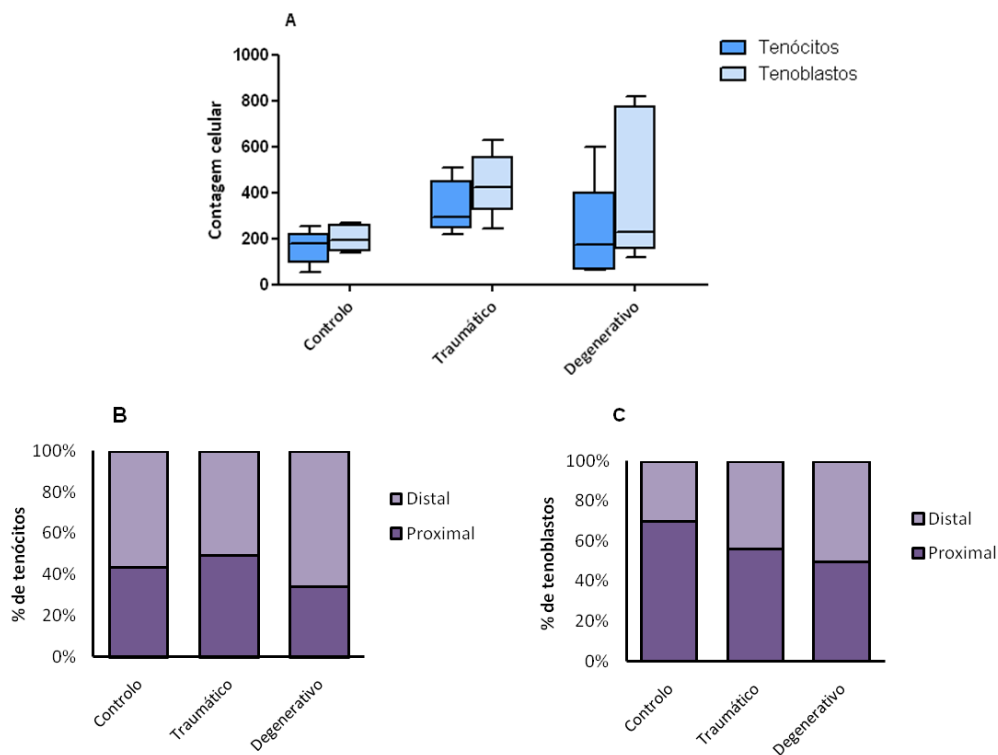 A
Tenócitos
Tenoblastos
Contagem celular
1000
800
600
400
200
0
Controlo
Traumático
Degenerativo
B
% de tenócitos
100%
80%
60%
40%
20%
0%
Distal
Proximal
Controlo
Traumático
Degenerativo
C
% de tenoblastos
100%
80%
60%
40%
20%
0%
Distal
Proximal
Controlo
Traumático
Degenerativo